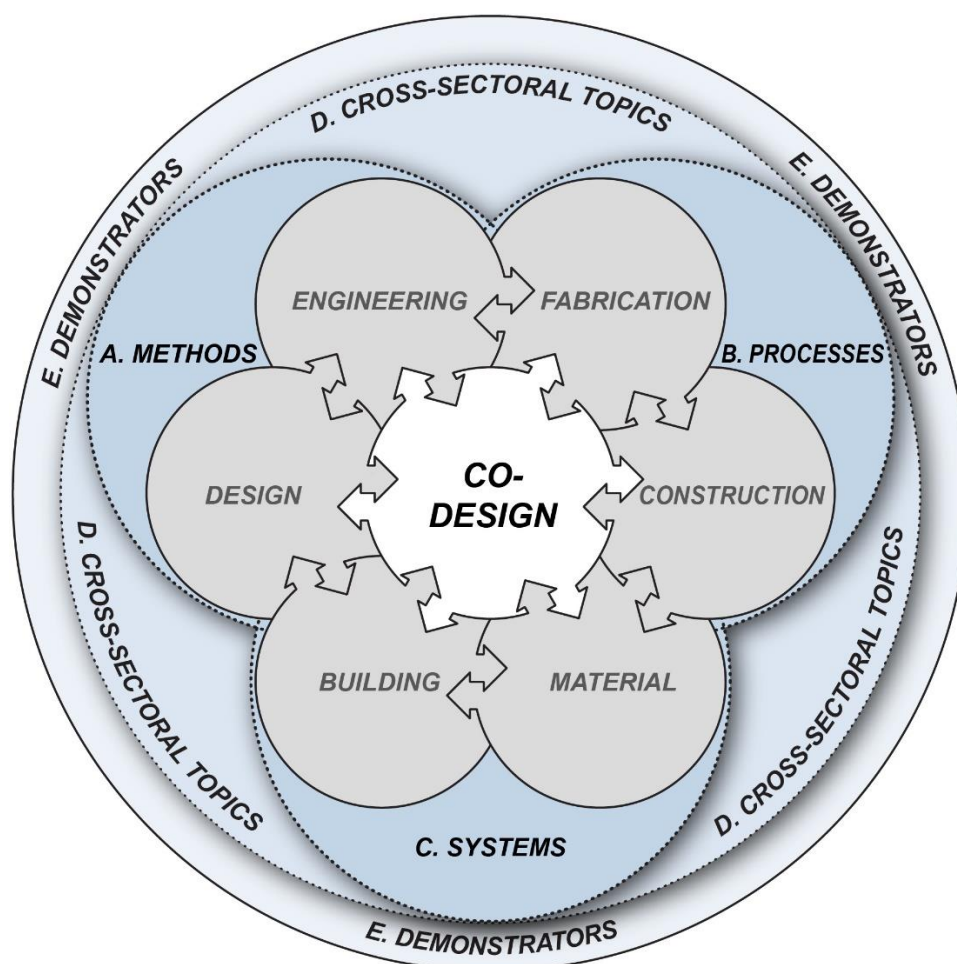 D. CROSS-SECTORAL TOPICS
E. DEMONSTRATORS
E. DEMONSTRATORS
ENGINEERING
FABRICATION
A. METHODS
B. PROCESSES
CO-
DESIGN
DESIGN
CONSTRUCTION
BUILDING
MATERIAL
D. CROSS-SECTORAL TOPICS
D. CROSS-SECTORAL TOPICS
C. SYSTEMS
E. DEMONSTRATORS